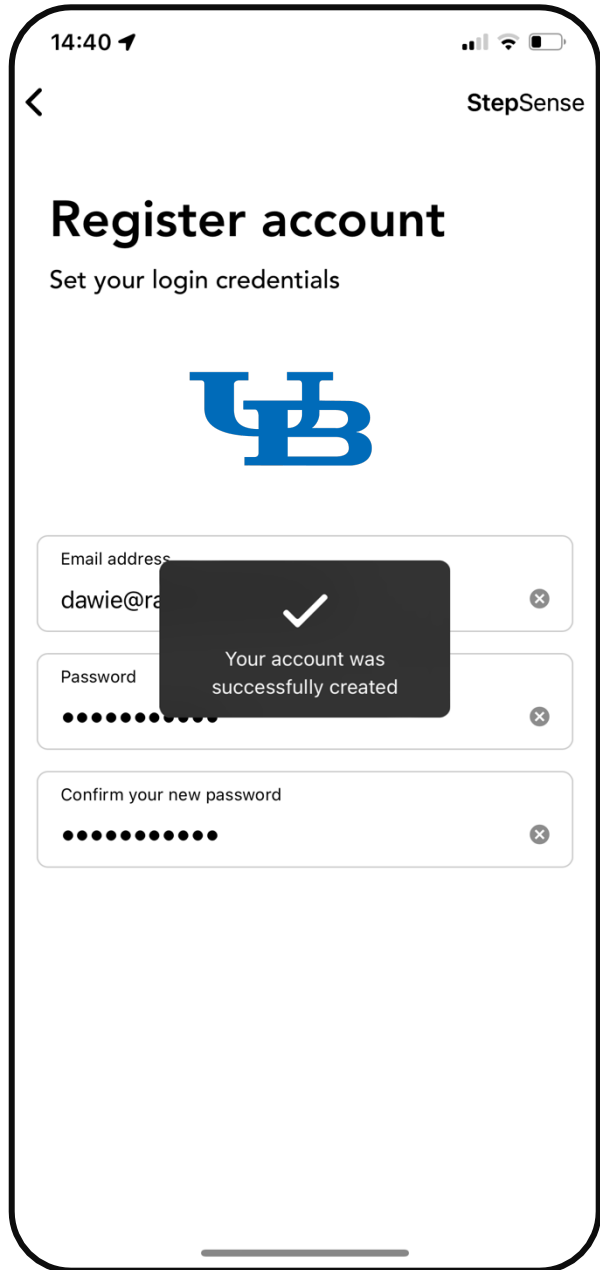 14:40
StepSense
Register account
Set your login credentials
UB
Email address
dawie@ra
Your account was
successfully created
Password
●●●●●●●●●●●
Confirm your new password
●●●●●●●●●●●